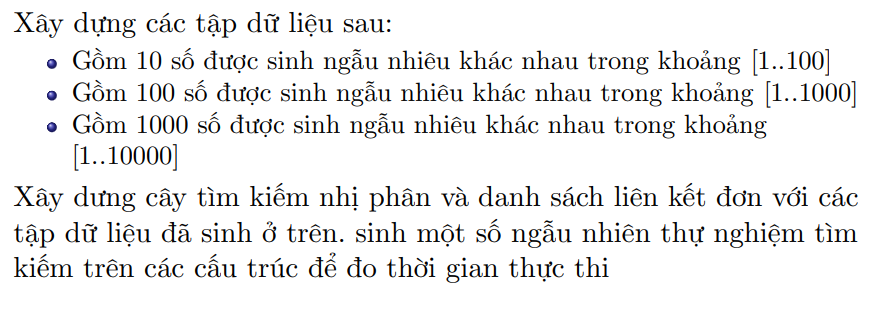 Xây dựng các tập dữ liệu sau:
Gồm 10 số được sinh ngẫu nhiêu khác nhau trong khoảng [1..100]
Gồm 100 số được sinh ngẫu nhiêu khác nhau trong khoảng [1..1000]
Gồm 1000 số được sinh ngẫu nhiêu khác nhau trong khoảng
[1..10000]
Xây dưng cây tìm kiếm nhị phân và danh sách liên kết đơn với các
tập dữ liệu đã sinh ở trên. sinh một số ngẫu nhiên thự nghiệm tìm
kiếm trên các cấu trúc để đo thời gian thực thi